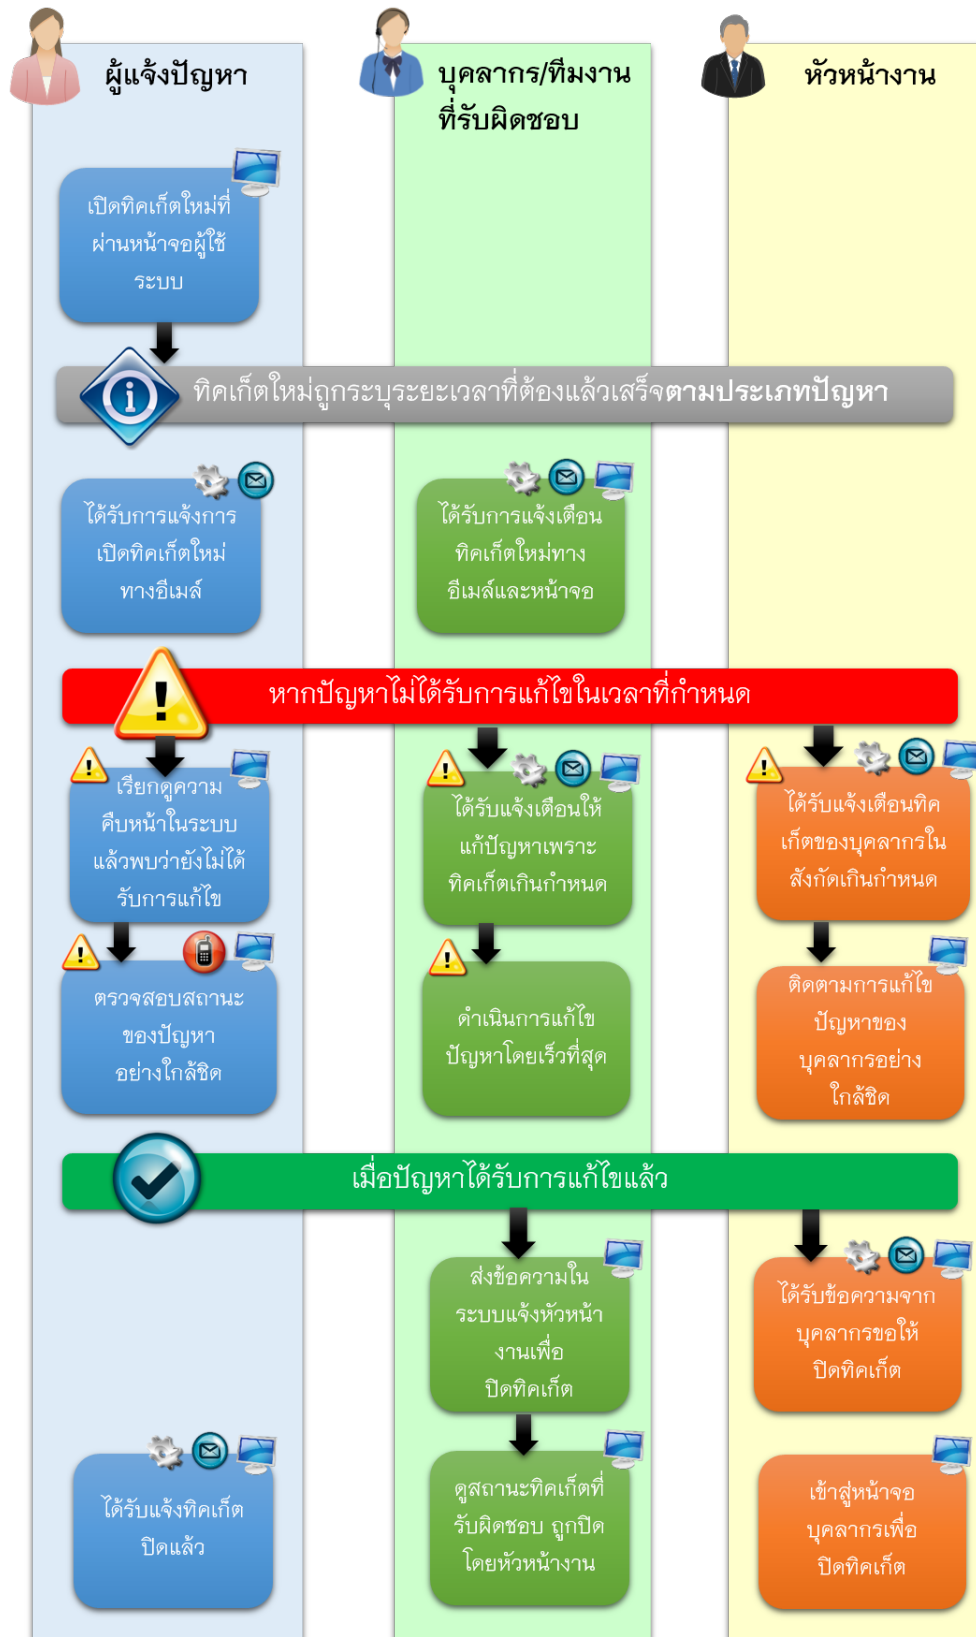 ผู้แจ้งปัญหา
บุคลากร/ทีมงาน
ที่รับผิดชอบ
หัวหน้างาน
เปิดทิคเก็ตใหม่ที่
ผ่านหน้าจอผู้ใช้
ระบบ
ทิคเก็ตใหม่ถูกระบุระยะเวลาที่ต้องแล้วเสร็จตามประเภทปัญหา
ได้รับการแจ้งการ
เปิดทิคเก็ตใหม่
ทางอีเมล์
ได้รับการแจ้งเตือน
ทิคเก็ตใหม่ทาง
อีเมล์และหน้าจอ
หากปัญหาไม่ได้รับการแก้ไขในเวลาที่กำหนด
เรียกดูความ
คืบหน้าในระบบ
แล้วพบว่ายังไม่ได้
รับการแก้ไข
ได้รับแจ้งเตือนให้
แก้ปัญหาเพราะ
ทิคเก็ตเกินกำหนด
ได้รับแจ้งเตือนทิค
เก็ตของบุคลากรใน
สังกัดเกินกำหนด
ตรวจสอบสถานะ
ของปัญหา
อย่างใกล้ชิด
ดำเนินการแก้ไข
ปัญหาโดยเร็วที่สุด
ติดตามการแก้ไข
ปัญหาของ
บุคลากรอย่าง
ใกล้ชิด
เมื่อปัญหาได้รับการแก้ไขแล้ว
ส่งข้อความใน
ระบบแจ้งหัวหน้า
งานเพื่อ
ปิดทิคเก็ต
ได้รับข้อความจาก
บุคลากรขอให้
ปิดทิคเก็ต
ได้รับแจ้งทิคเก็ต
ปิดแล้ว
ดูสถานะทิคเก็ตที่
รับผิดชอบ ถูกปิด
โดยหัวหน้างาน
เข้าสู่หน้าจอ
บุคลากรเพื่อ
ปิดทิคเก็ต